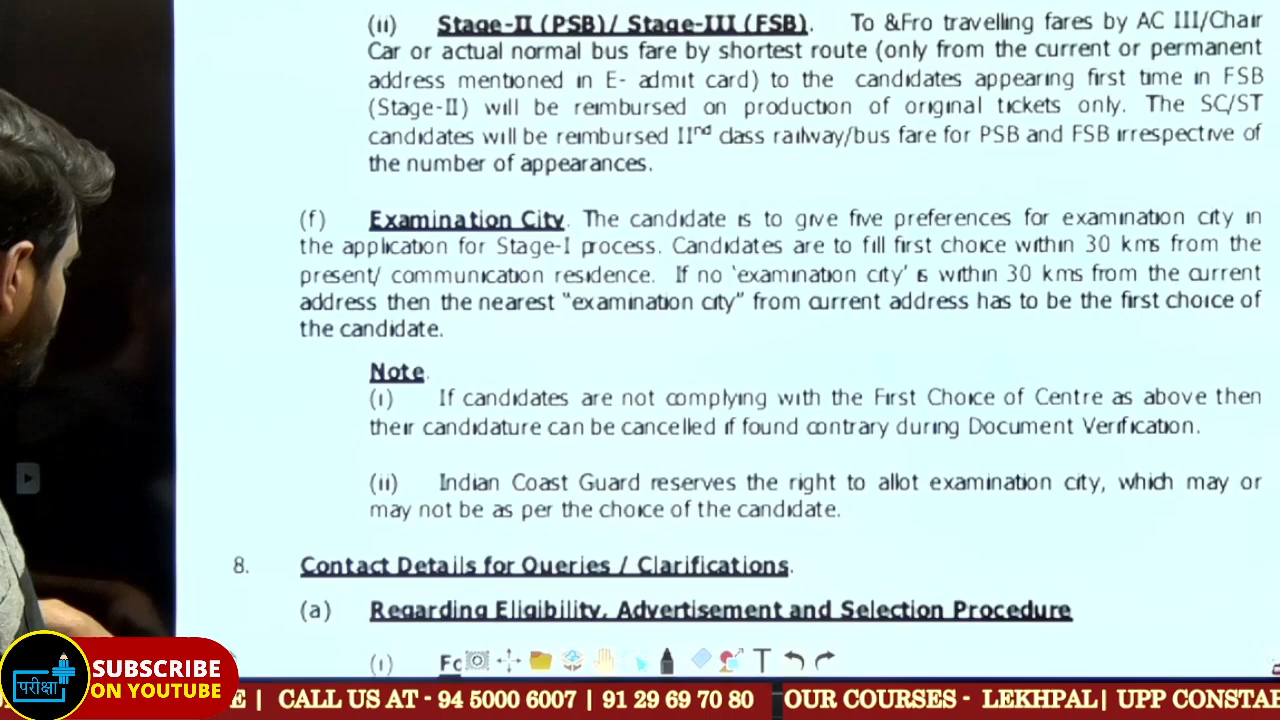 (ii) Stage-II (PSB)/ Stage-III (FSB). To &Fro travelling fares by AC III/Chair
Car or actual normal bus fare by shortest route (only from the current or permanent
address mentioned in E- admit card) to the candidates appearing first time in FSB
(Stage-II) will be reimbursed on production of original tickets only. The SC/ST
candidates will be reimbursed IInd class railway/bus fare for PSB and FSB irrespective of
the number of appearances.
(f) Examination City. The candidate is to give five preferences for examination city in
the application for Stage-I process. Candidates are to fill first choice within 30 kms from the
present/ communication residence. If no 'examination city' is within 30 kms from the current
address then the nearest "examination city" from current address has to be the first choice of
the candidate.
Note.
(i) If candidates are not complying with the First Choice of Centre as above then
their candidature can be cancelled if found contrary during Document Verification.
(ii) Indian Coast Guard reserves the right to allot examination city, which may or
may not be as per the choice of the candidate.
8. Contact Details for Queries / Clarifications.
(a) Regarding Eligibility, Advertisement and Selection Procedure
(i)
T
परीक्षा
SUBSCRIBE
ON YOUTUBE
E | CALL US AT - 94 5000 6007 | 91 29 69 70 80 OUR COURSES - LEKHPAL| UPP CONSTAB